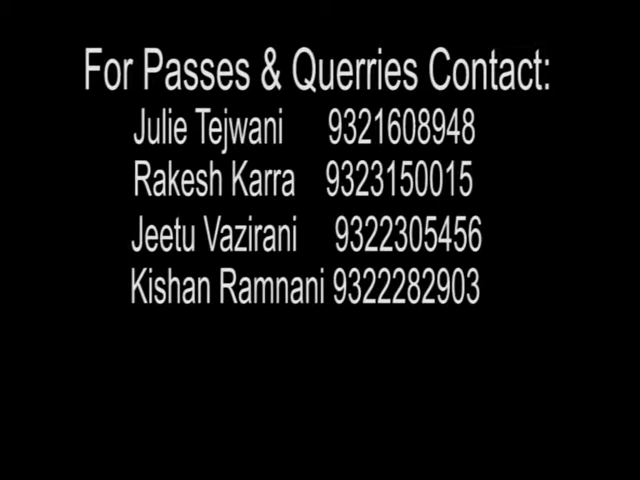 For Passes & Querries Contact:
Julie Tejwani 9321608948
Rakesh Karra 9323150015
Jeetu Vazirani 9322305456
Kishan Ramnani 9322282903